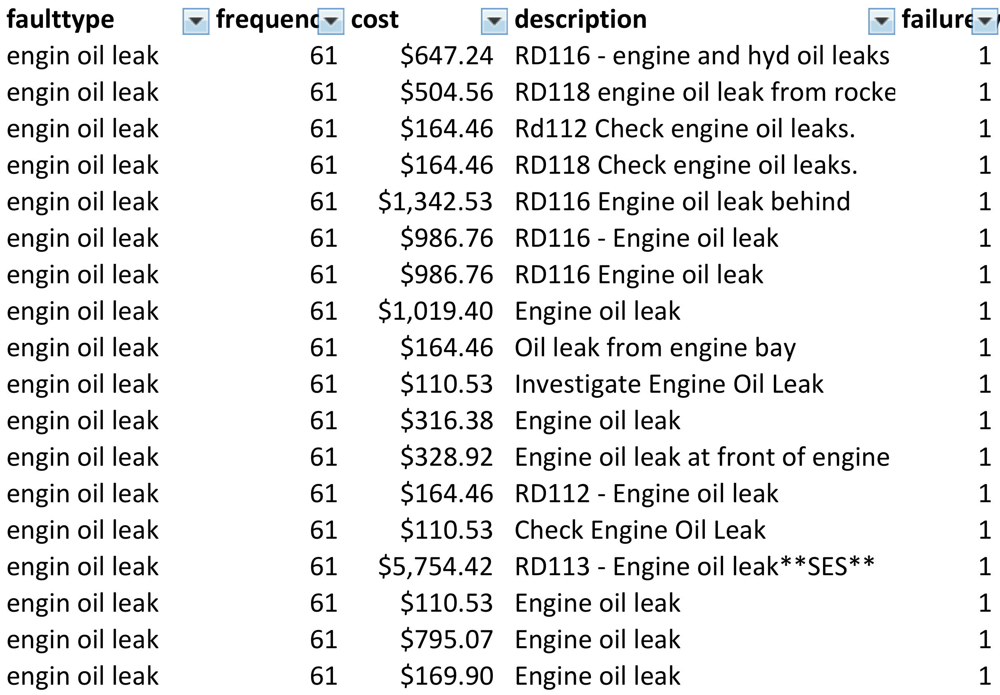 faulttype frequenc cost description failure
engin oil leak 61 $647.24 RD116 - engine and hyd oil leaks 1
engin oil leak 61 $504.56 RD118 engine oil leak from rocke 1
engin oil leak 61 $164.46 Rd112 Check engine oil leaks. 1
engin oil leak 61 $164.46 RD118 Check engine oil leaks. 1
engin oil leak 61 $1,342.53 RD116 Engine oil leak behind 1
engin oil leak 61 $986.76 RD116 - Engine oil leak 1
engin oil leak 61 $986.76 RD116 Engine oil leak 1
engin oil leak 61 $1,019.40 Engine oil leak 1
engin oil leak 61 $164.46 Oil leak from engine bay 1
engin oil leak 61 $110.53 Investigate Engine Oil Leak 1
engin oil leak 61 $316.38 Engine oil leak 1
engin oil leak 61 $328.92 Engine oil leak at front of engine 1
engin oil leak 61 $164.46 RD112 - Engine oil leak 1
engin oil leak 61 $110.53 Check Engine Oil Leak 1
engin oil leak 61 $5,754.42 RD113 - Engine oil leak**SES** 1
engin oil leak 61 $110.53 Engine oil leak 1
engin oil leak 61 $795.07 Engine oil leak 1
engin oil leak 61 $169.90 Engine oil leak 1